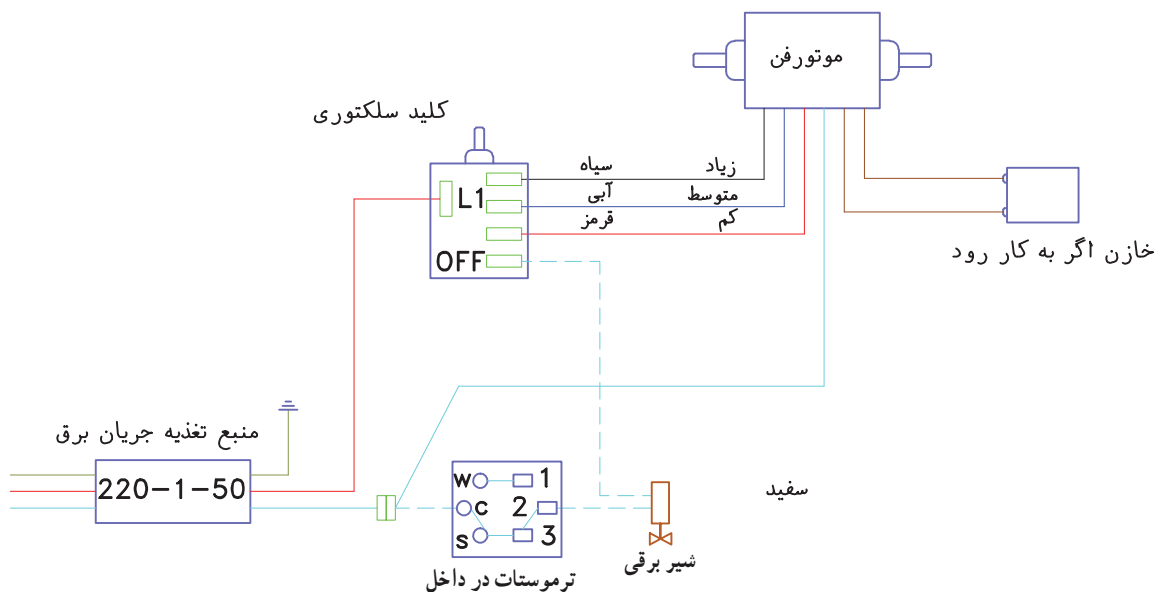 موتورفن
کلید سلکتوری
سیاه زیاد
آبی متوسط
قرمز کم
L1
OFF
خازن اگر به کار رود
منبع تغذیه جریان برق
220-1-50
W 1
C 2
S 3
سفید
شیر برقی
ترموستات در داخل